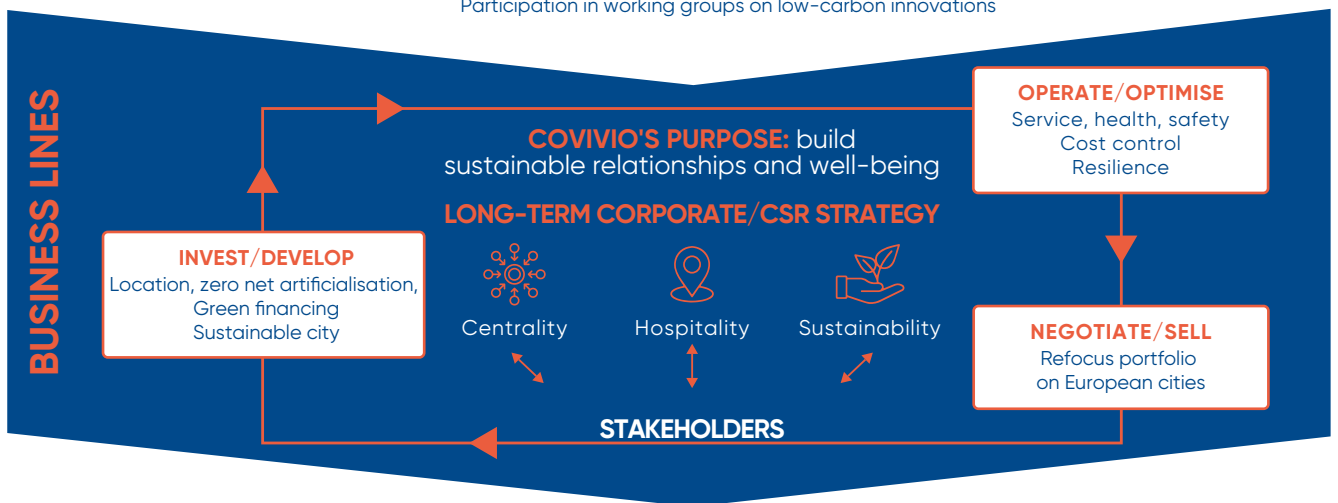 Participation in working groups on low-carbon innovations
BUSINESS LINES
OPERATE/OPTIMISE
Service, health, safety
Cost control
Resilience
COVIVIO'S PURPOSE: build
sustainable relationships and well-being
LONG-TERM CORPORATE/CSR STRATEGY
INVEST/DEVELOP
Location, zero net artificialisation,
Green financing
Sustainable city
Centrality
Hospitality
Sustainability
NEGOTIATE/SELL
Refocus portfolio
on European cities
STAKEHOLDERS